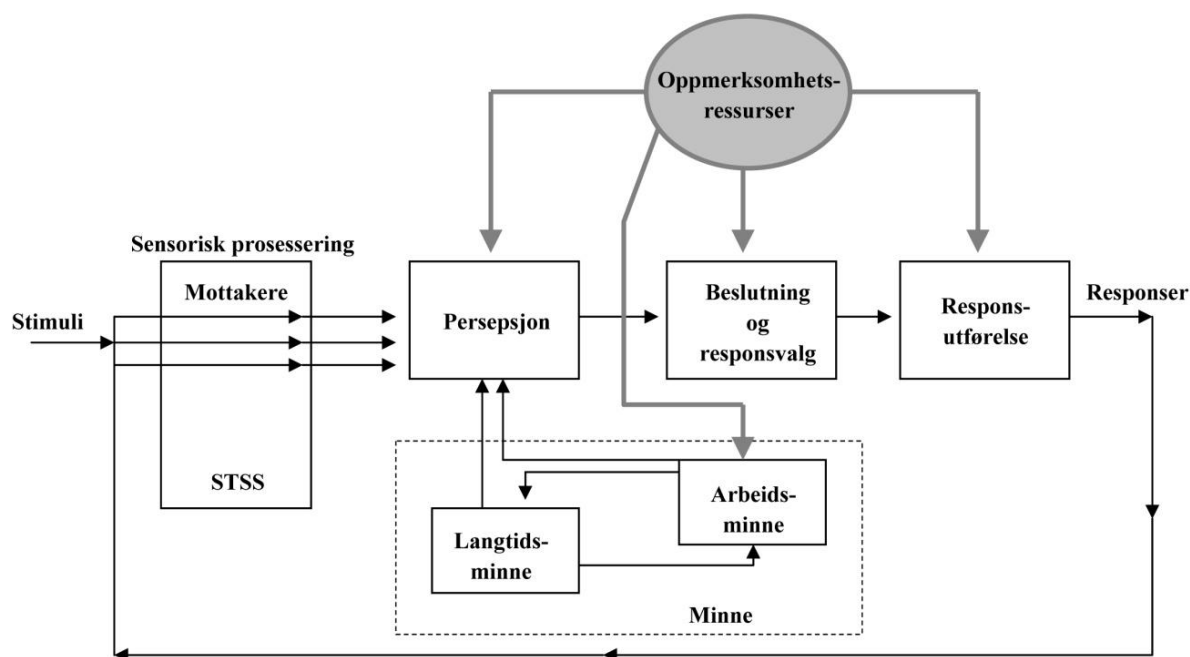 Oppmerksomhets-
ressurser
Sensorisk prosessering
Mottakere
Stimuli
STSS
Persepsjon
Beslutning
og
responsvalg
Respons-
utførelse
Responser
Arbeids-
minne
Langtids-
minne
Minne